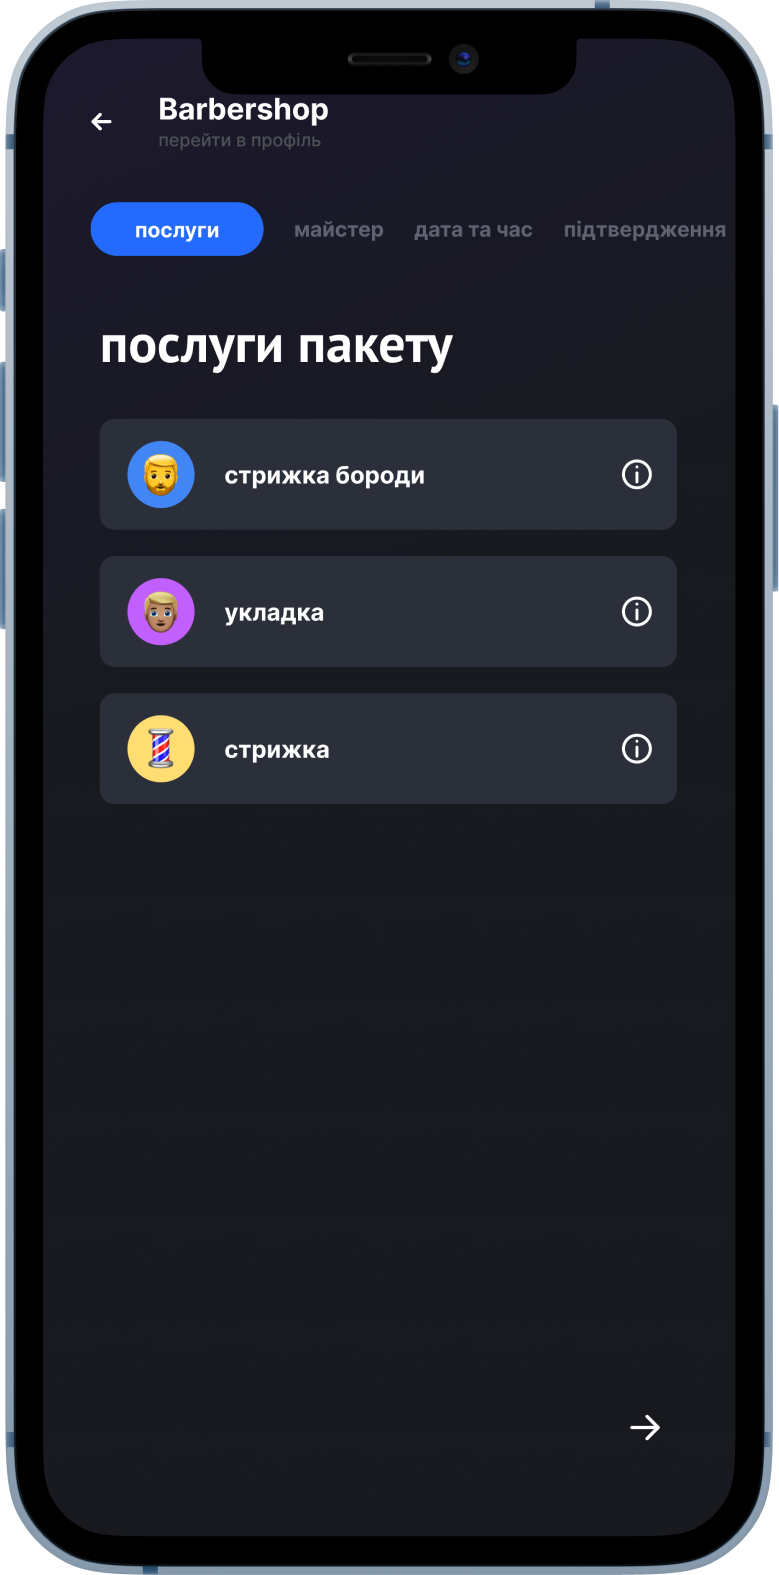 Barbershop
перейти в профіль
послуги майстер дата та час підтвердження
послуги пакету
стрижка бороди
укладка
стрижка